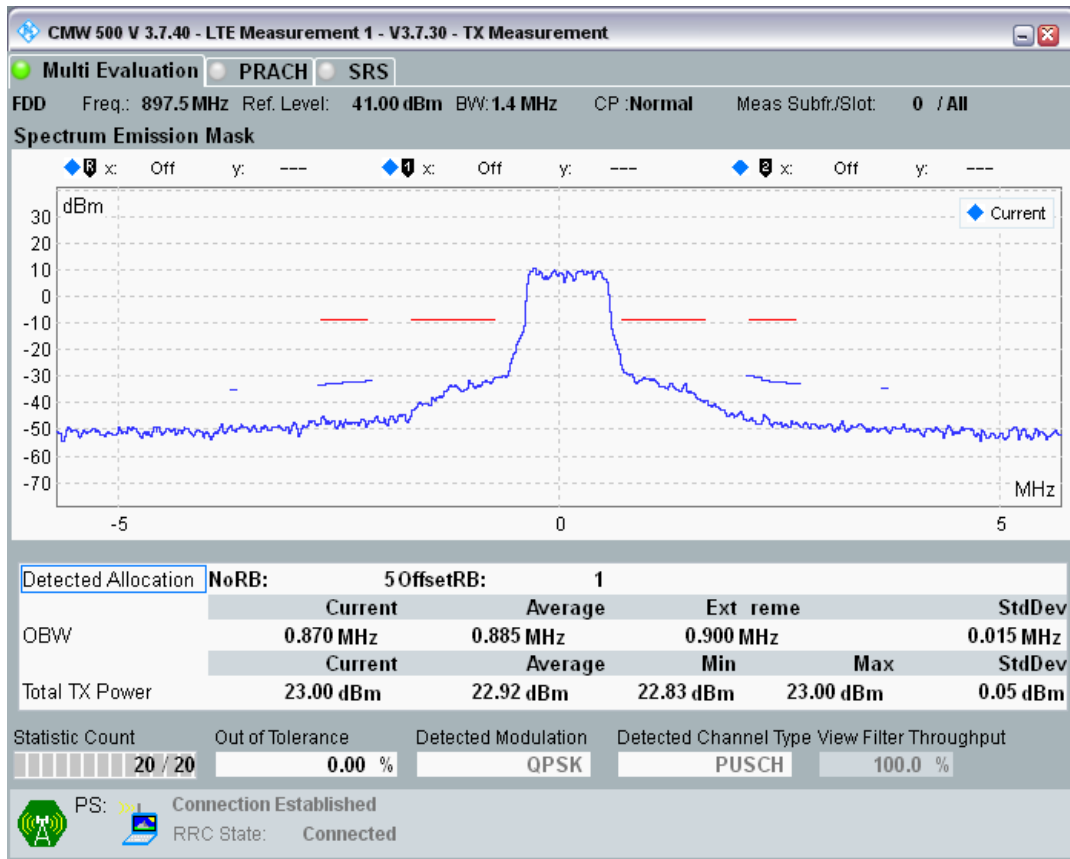 CMW 500 V 3.7.40 - LTE Measurement 1 - V3.7.30 - TX Measurement
Multi Evaluation PRACH SRS
FDD Freq.: 897.5 MHz Ref. Level: 41.00 dBm BW: 1.4 MHz CP :Normal Meas Subfr./Slot: 0 / All
Spectrum Emission Mask
R x: Off y: --- 1 x: Off y: --- 2 x: Off y: ---
dBm
Current
30
20
10
0
-10
-20
-30
-40
-50
-60
-70
MHz
-5 0 5
Detected Allocation NoRB: 5 OffsetRB: 1
Current Average Ext reme StdDev
OBW 0.870 MHz 0.885 MHz 0.900 MHz 0.015 MHz
Current Average Min Max StdDev
Total TX Power 23.00 dBm 22.92 dBm 22.83 dBm 23.00 dBm 0.05 dBm
Statistic Count Out of Tolerance Detected Modulation Detected Channel Type View Filter Throughput
20 / 20 0.00 % QPSK PUSCH 100.0 %
PS: Connection Established
RRC State: Connected